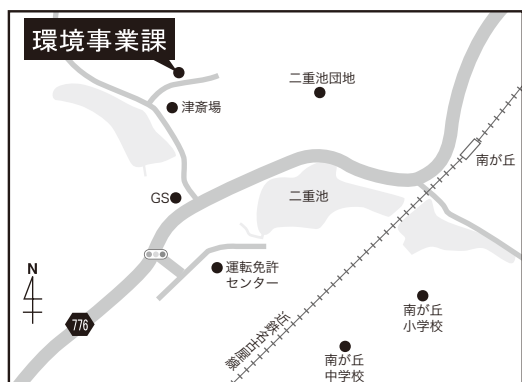 環境事業課
二重池団地
津斎場
南が丘
GS
二重池
運転免許
センター
N
776
近鉄名古屋線
南が丘
小学校
南が丘
中学校